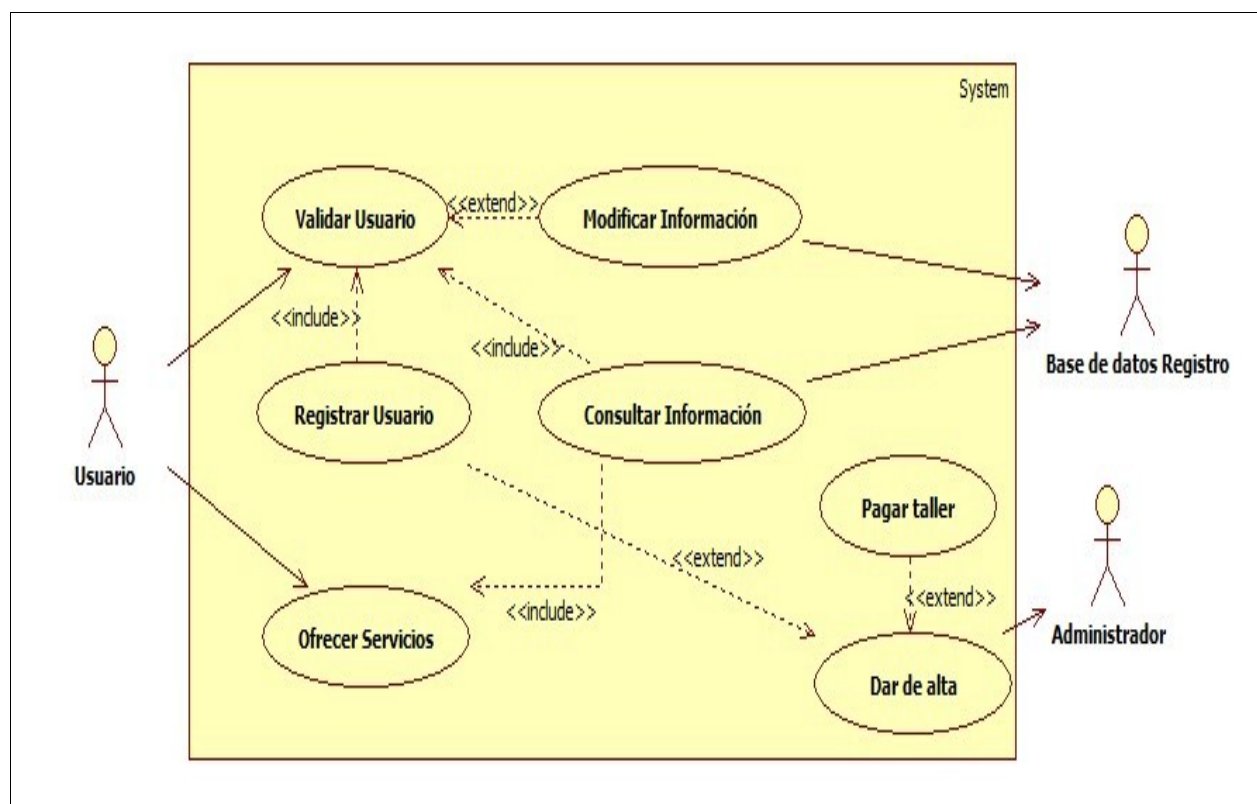 System
Validar Usuario
<<extend>>
Modificar Información
<<include>>
<<include>>
Base de datos Registro
Registrar Usuario
Consultar Información
Usuario
Pagar taller
<<extend>>
<<include>>
<<extend>>
Ofrecer Servicios
Administrador
Dar de alta